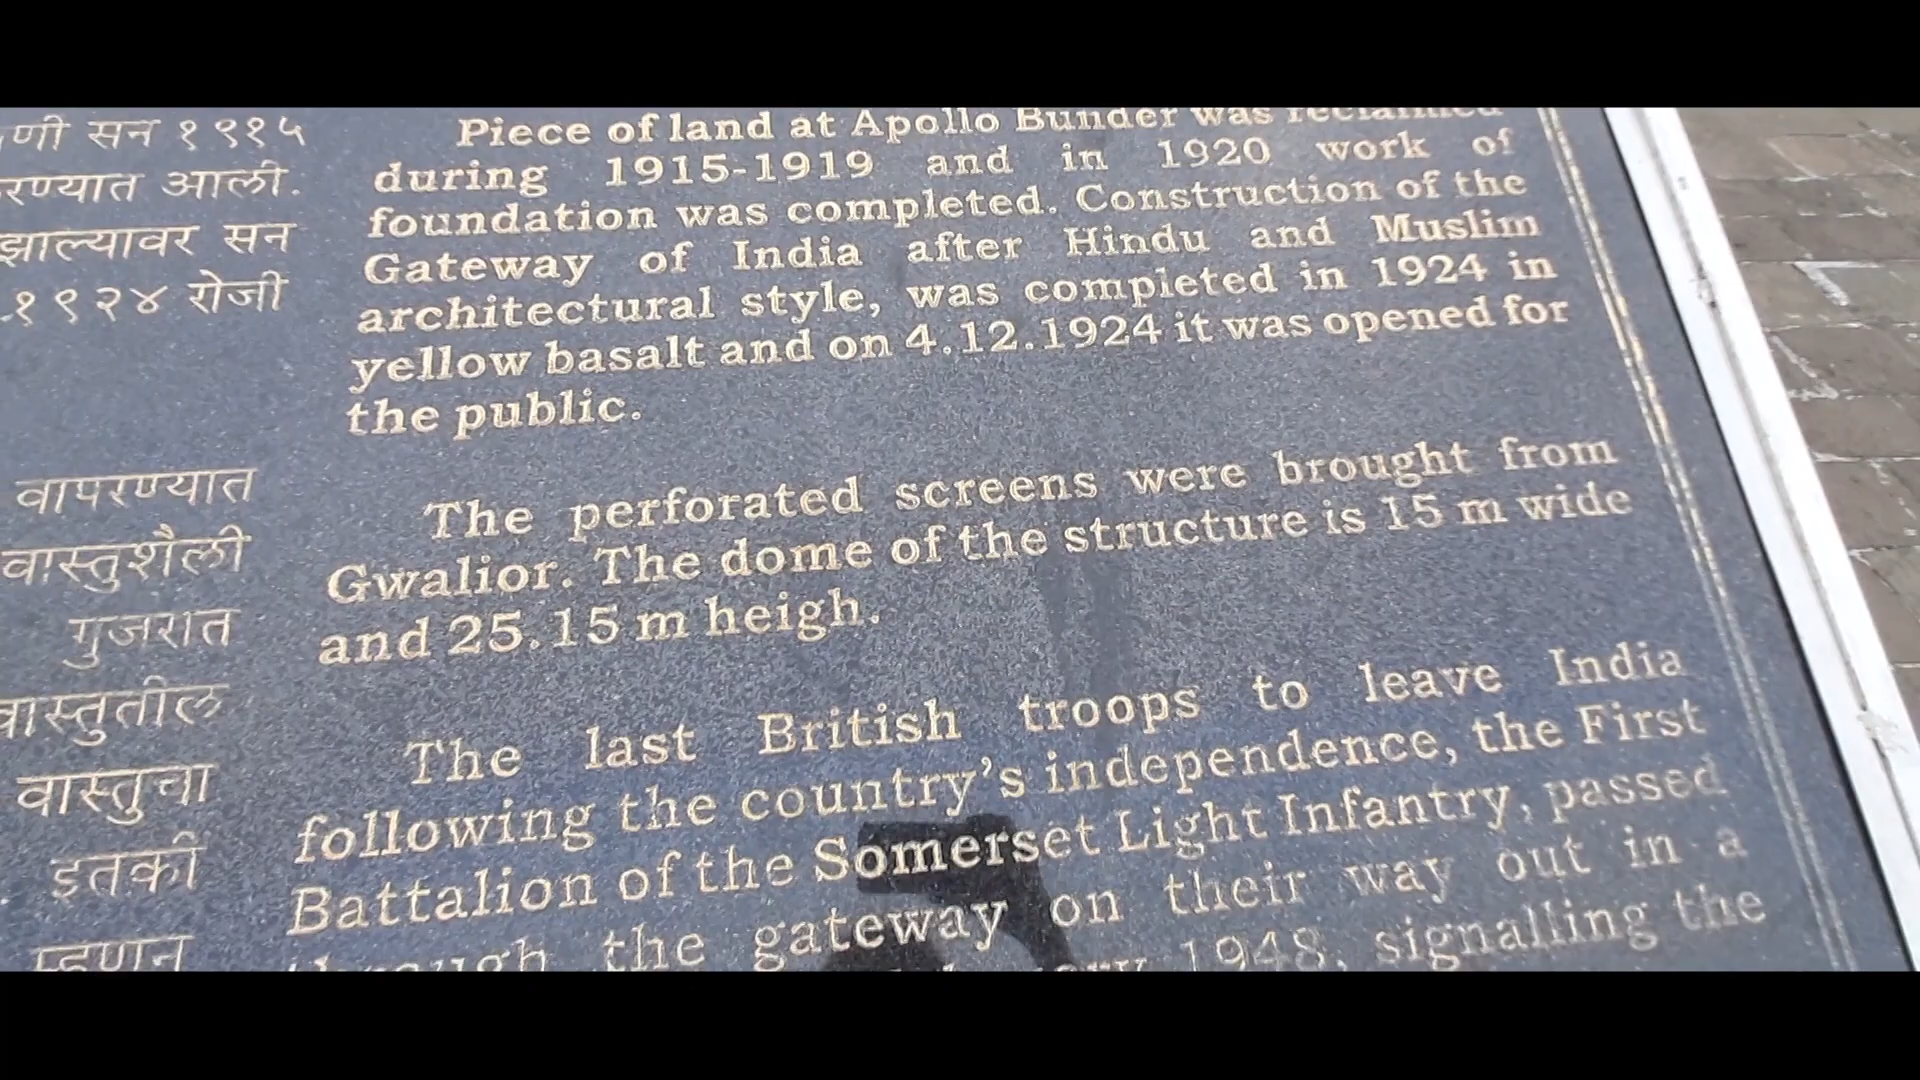 णी सन १९१५
रण्यात आली.
झाल्यावर सन
१९२४ रोजी
वापरण्यात
वास्तुशैली
गुजरात
वास्तुतील
वास्तुचा
इतकी
म्हणून
Piece of land at Apollo Bunder was reclaimed
during 1915-1919 and in 1920 work of
foundation was completed. Construction of the
Gateway of India after Hindu and Muslim
architectural style, was completed in 1924 in
yellow basalt and on 4.12.1924 it was opened for
the public.
The perforated screens were brought from
Gwalior. The dome of the structure is 15 m wide
and 25.15 m heigh.
The last British troops to leave India
following the country's independence, the First
Battalion of the Somerset Light Infantry, passed
through the gateway on their way out in a
1948, signalling the